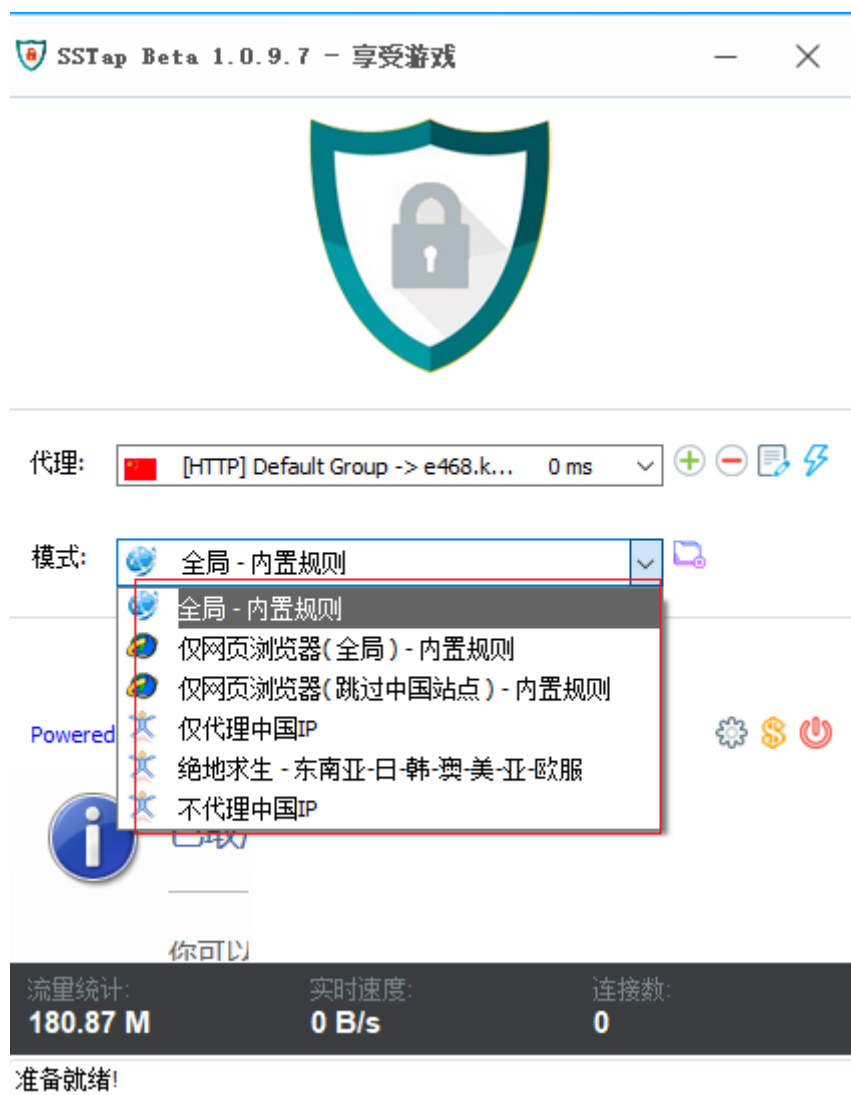 SSTap Beta 1.0.9.7 - 享受游戏
代理: [HTTP] Default Group -> e468.k... 0 ms
模式: 全局 - 内置规则
全局 - 内置规则
仅网页浏览器(全局) - 内置规则
仅网页浏览器(跳过中国站点) - 内置规则
仅代理中国IP
绝地求生 - 东南亚-日-韩-澳-美-亚-欧服
不代理中国IP
Powered
你可以
流量统计: 实时速度: 连接数:
180.87 M 0 B/s 0
准备就绪!